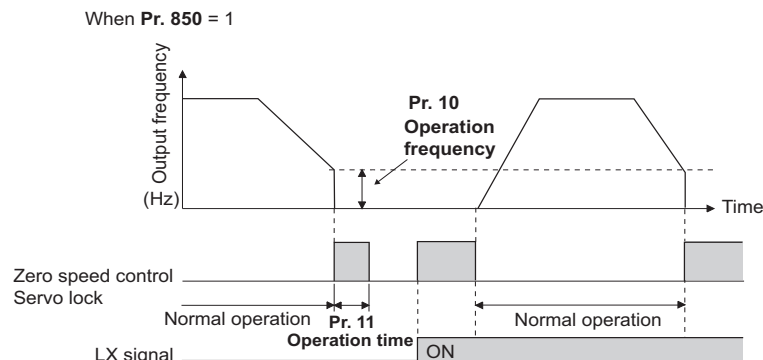 When Pr. 850 = 1
Output frequency
(Hz)
Pr. 10
Operation
frequency
Time
Zero speed control
Servo lock
Normal operation
Pr. 11
Operation time
Normal operation
LX signal
ON